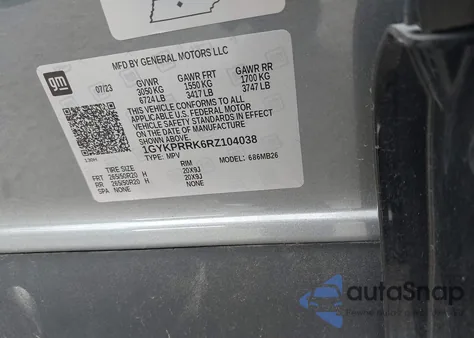 MFD BY GENERAL MOTORS LLC
gm
07/23 GVWR GAWR FRT GAWR RR
3050 KG 1550 KG 1700 KG
6724 LB 3417 LB 3747 LB
THIS VEHICLE CONFORMS TO ALL
APPLICABLE U.S. FEDERAL MOTOR
VEHICLE SAFETY STANDARDS IN EFFECT
ON THE DATE OF MANUFACTURE
SHOWN ABOVE.
1GYKPRRK6RZ104038
TYPE: MPV MODEL: 686MB26
TIRE SIZE RIM
FRT 265/50R20 H 20X9J
RR 265/50R20 H 20X9J
SPA NONE NONE
autoSnap